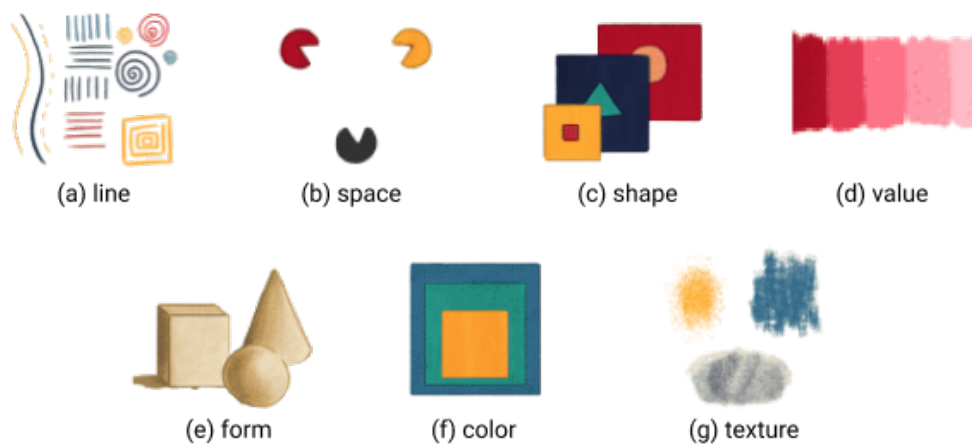 (a) line
(b) space
(c) shape
(d) value
(e) form
(f) color
(g) texture